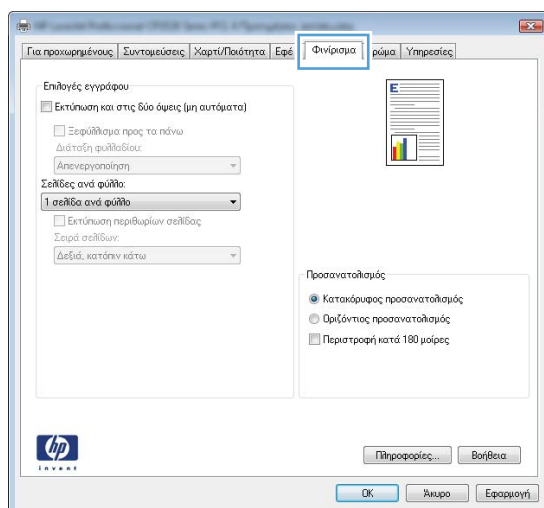 Για προχωρημένους Συντομεύσεις Χαρτί/Ποιότητα Εφέ Φινίρισμα ρώμα Υπηρεσίες
Επιλογές εγγράφου
Εκτύπωση και στις δύο όψεις (μη αυτόματα)
Ξεφύλλισμα προς τα πάνω
Διάταξη φυλλαδίου:
Απενεργοποίηση
Σελίδες ανά φύλλο:
1 σελίδα ανά φύλλο
Εκτύπωση περιθωρίων σελίδας
Σειρά σελίδων:
Δεξιά, κατόπιν κάτω
E
Προσανατολισμός
Κατακόρυφος προσανατολισμός
Οριζόντιος προσανατολισμός
Περιστροφή κατά 180 μοίρες
hp
invent
Πληροφορίες... Βοήθεια
OK Άκυρο Εφαρμογή